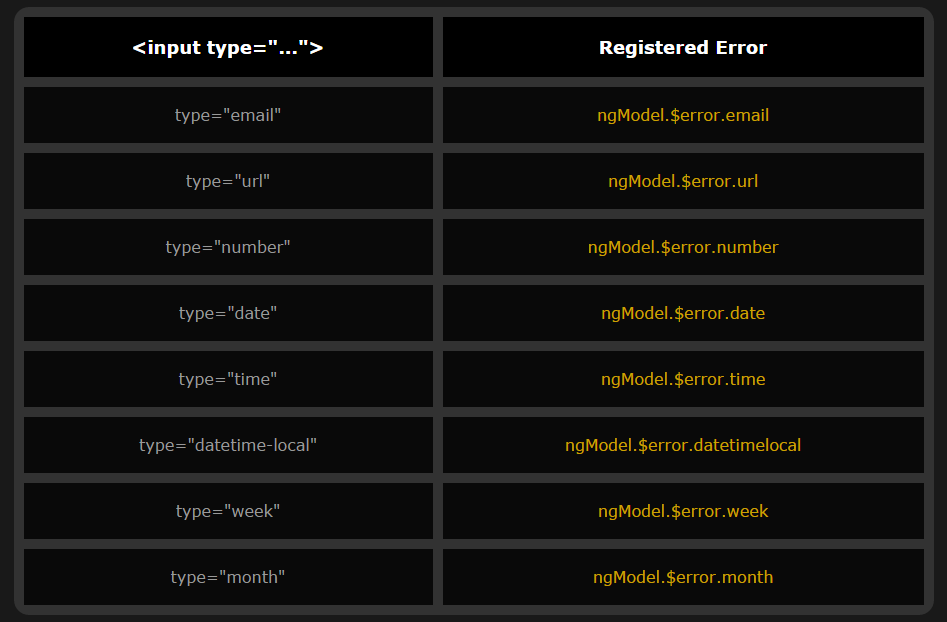 <input type="..."> Registered Error
type="email" ngModel.$error.email
type="url" ngModel.$error.url
type="number" ngModel.$error.number
type="date" ngModel.$error.date
type="time" ngModel.$error.time
type="datetime-local" ngModel.$error.datetimelocal
type="week" ngModel.$error.week
type="month" ngModel.$error.month